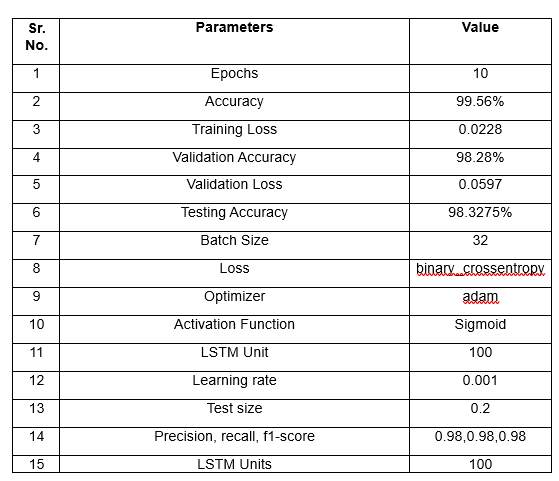 Sr. No. Parameters Value
1 Epochs 10
2 Accuracy 99.56%
3 Training Loss 0.0228
4 Validation Accuracy 98.28%
5 Validation Loss 0.0597
6 Testing Accuracy 98.3275%
7 Batch Size 32
8 Loss binary_crossentropy
9 Optimizer adam
10 Activation Function Sigmoid
11 LSTM Unit 100
12 Learning rate 0.001
13 Test size 0.2
14 Precision, recall, f1-score 0.98,0.98,0.98
15 LSTM Units 100